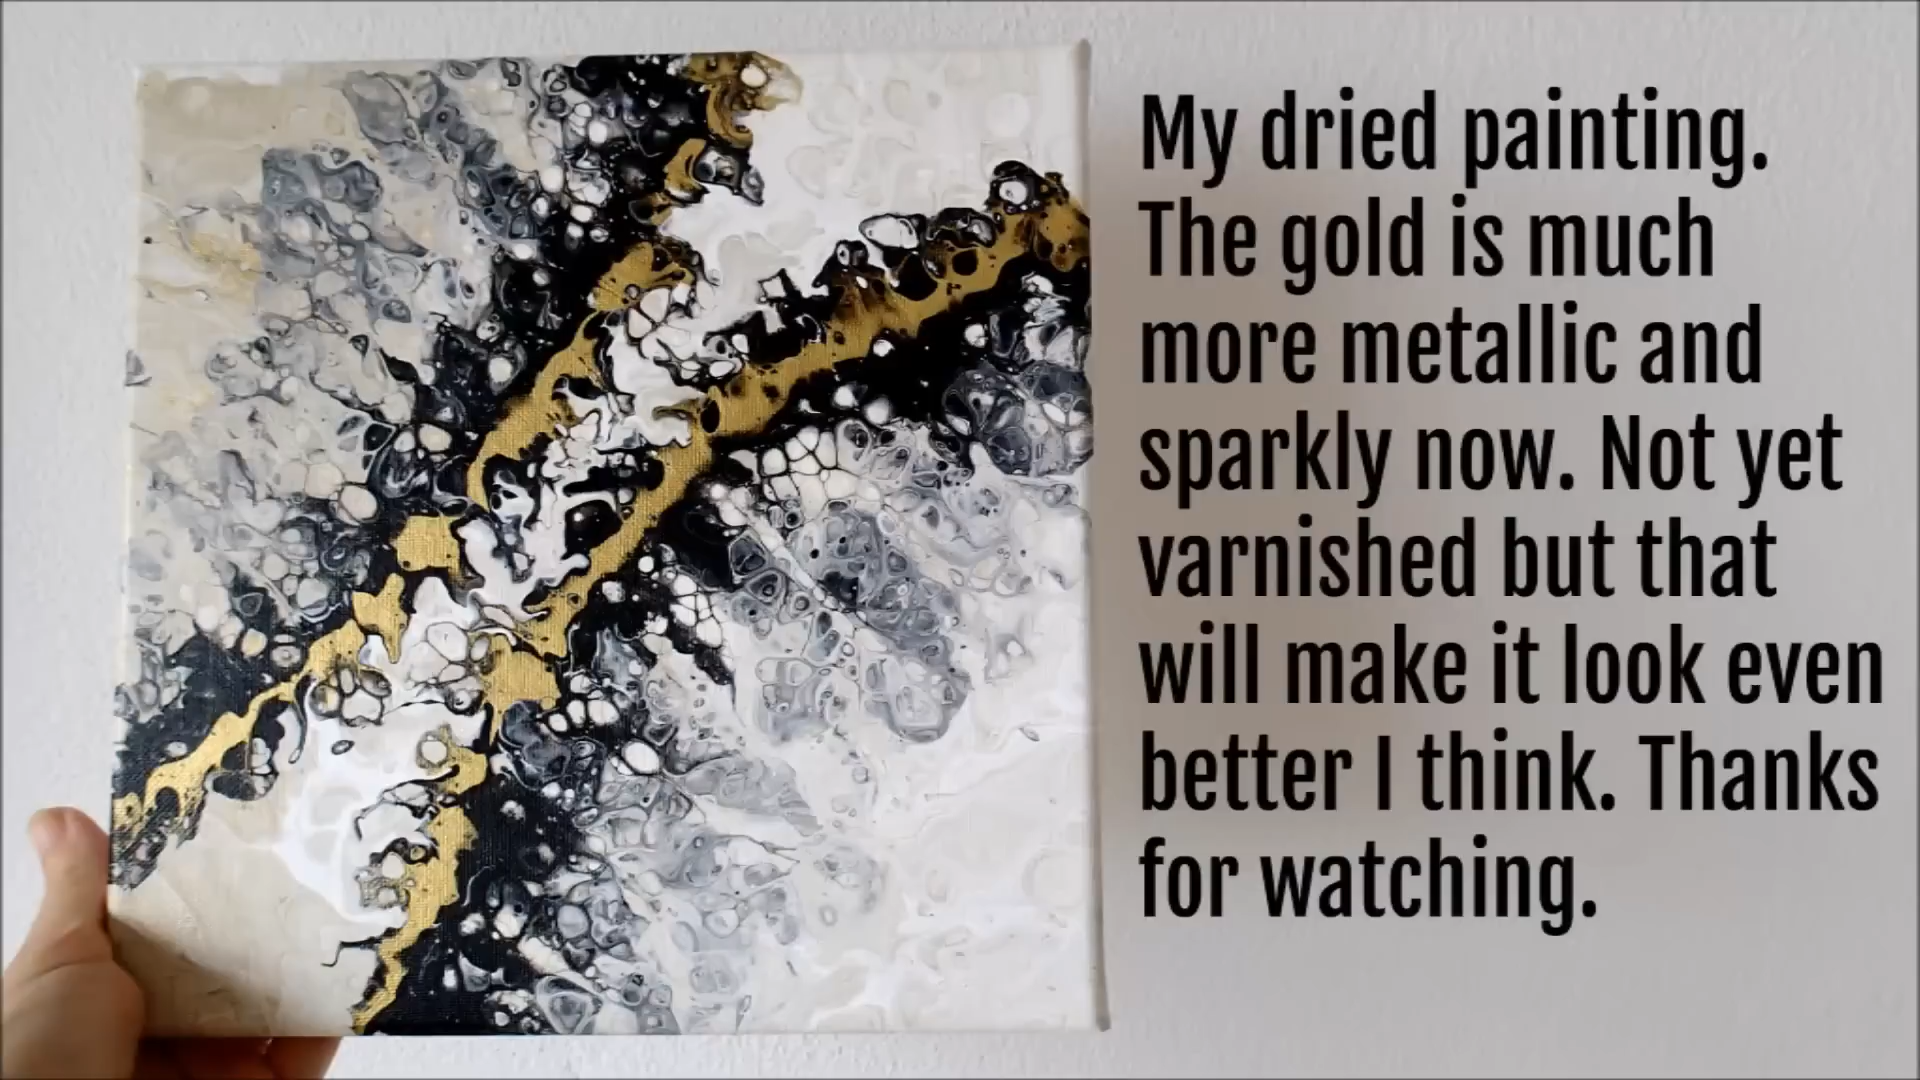 My dried painting.
The gold is much
more metallic and
sparkly now. Not yet
varnished but that
will make it look even
better I think. Thanks
for watching.